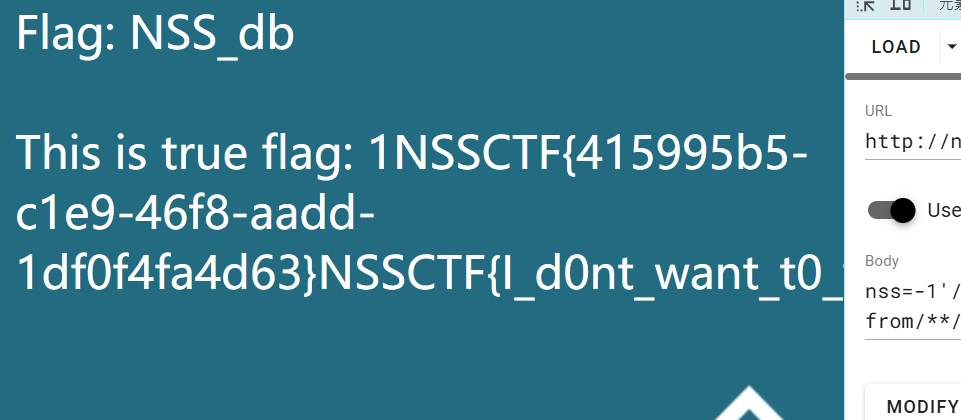 Flag: NSS_db
This is true flag: 1NSSCTF{415995b5-
c1e9-46f8-aadd-
1df0f4fa4d63}NSSCTF{I_d0nt_want_t0_
LOAD
URL
http://n
Use
Body
nss=-1'/
from/**/
MODIFY